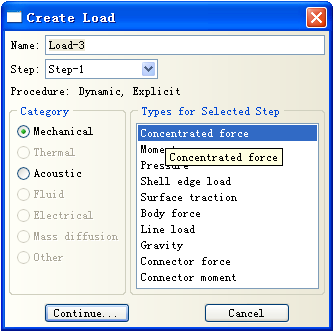 Create Load
Name: Load-3
Step: Step-1
Procedure: Dynamic, Explicit
Category
Mechanical
Thermal
Acoustic
Fluid
Electrical
Mass diffusion
Other
Types for Selected Step
Concentrated force
Moment
Concentrated force
Pressure
Shell edge load
Surface traction
Body force
Line load
Gravity
Connector force
Connector moment
Continue...
Cancel